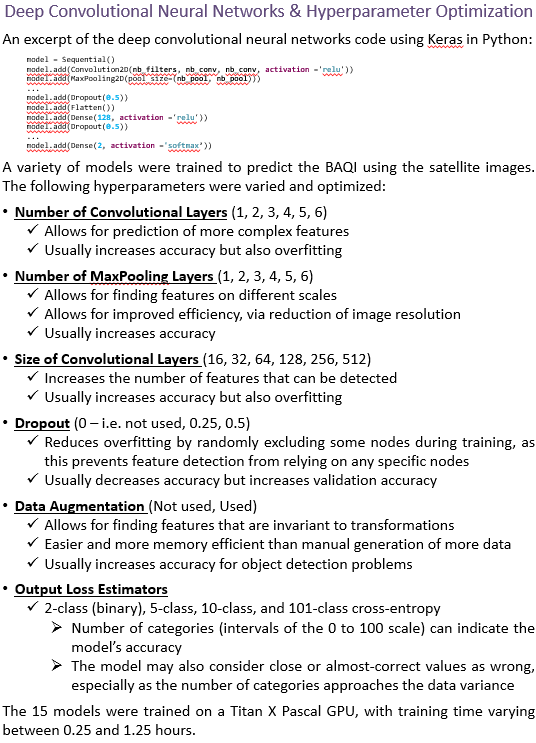 Deep Convolutional Neural Networks & Hyperparameter Optimization
An excerpt of the deep convolutional neural networks code using Keras in Python:
model = Sequential()
model.add(Convolution2D(nb_filters, nb_conv, nb_conv, activation ='relu'))
model.add(MaxPooling2D(pool_size=(nb_pool, nb_pool)))
...
model.add(Dropout(0.5))
model.add(Flatten())
model.add(Dense(128, activation ='relu'))
model.add(Dropout(0.5))
...
model.add(Dense(2, activation ='softmax'))
A variety of models were trained to predict the BAQI using the satellite images.
The following hyperparameters were varied and optimized:
• Number of Convolutional Layers (1, 2, 3, 4, 5, 6)
✓ Allows for prediction of more complex features
✓ Usually increases accuracy but also overfitting
• Number of MaxPooling Layers (1, 2, 3, 4, 5, 6)
✓ Allows for finding features on different scales
✓ Allows for improved efficiency, via reduction of image resolution
✓ Usually increases accuracy
• Size of Convolutional Layers (16, 32, 64, 128, 256, 512)
✓ Increases the number of features that can be detected
✓ Usually increases accuracy but also overfitting
• Dropout (0 – i.e. not used, 0.25, 0.5)
✓ Reduces overfitting by randomly excluding some nodes during training, as
this prevents feature detection from relying on any specific nodes
✓ Usually decreases accuracy but increases validation accuracy
• Data Augmentation (Not used, Used)
✓ Allows for finding features that are invariant to transformations
✓ Easier and more memory efficient than manual generation of more data
✓ Usually increases accuracy for object detection problems
• Output Loss Estimators
✓ 2-class (binary), 5-class, 10-class, and 101-class cross-entropy
➢ Number of categories (intervals of the 0 to 100 scale) can indicate the
model's accuracy
➢ The model may also consider close or almost-correct values as wrong,
especially as the number of categories approaches the data variance
The 15 models were trained on a Titan X Pascal GPU, with training time varying
between 0.25 and 1.25 hours.